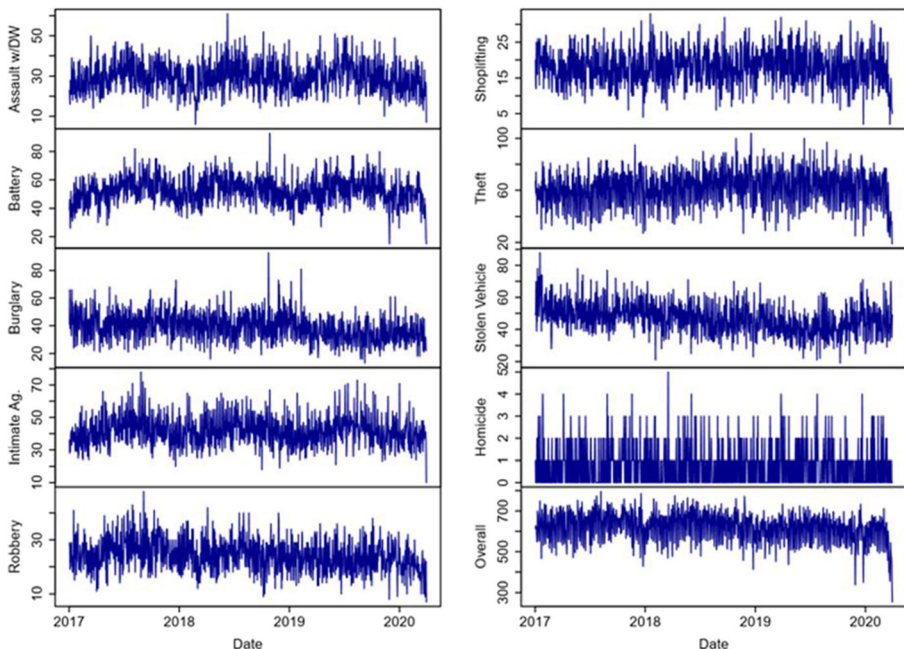 Assault w/DW
10 30 50
Battery
20 40 60 80
Burglary
20 40 60 80
Intimate Ag.
10 30 50 70
Robbery
10 30
2017 2018 2019 2020
Date
Shoplifting
5 15 25
Theft
20 60 100
Stolen Vehicle
20 40 60 80
Homicide
0 1 2 3 4 5
Overall
300 500 700
2017 2018 2019 2020
Date